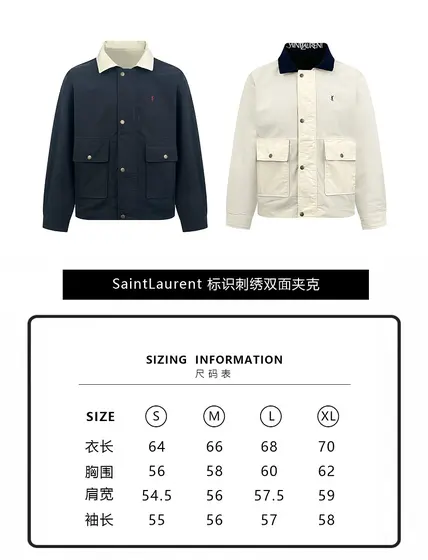 SAINT LAURENT
SaintLaurent 标识刺绣双面夹克
SIZING INFORMATION
尺码表
SIZE S M L XL
衣长 64 66 68 70
胸围 56 58 60 62
肩宽 54.5 56 57.5 59
袖长 55 56 57 58